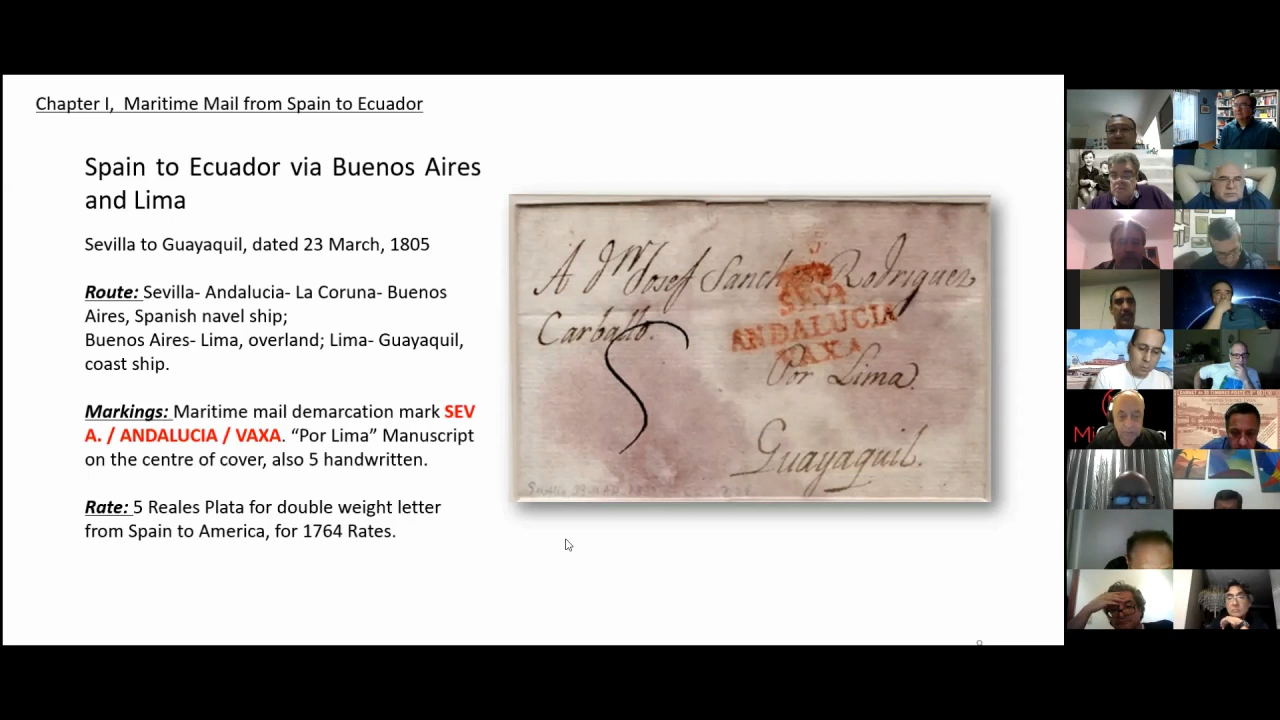 Chapter I, Maritime Mail from Spain to Ecuador
Spain to Ecuador via Buenos Aires
and Lima
Sevilla to Guayaquil, dated 23 March, 1805
Route: Sevilla- Andalucia- La Coruna- Buenos
Aires, Spanish navel ship;
Buenos Aires- Lima, overland; Lima- Guayaquil,
coast ship.
Markings: Maritime mail demarcation mark SEV
A. / ANDALUCIA / VAXA. “Por Lima” Manuscript
on the centre of cover, also 5 handwritten.
Rate: 5 Reales Plata for double weight letter
from Spain to America, for 1764 Rates.
A Josef Rodriguez
Carballo.
ANDALUCIA
VAXA
Por Lima
5
Guayaquil.